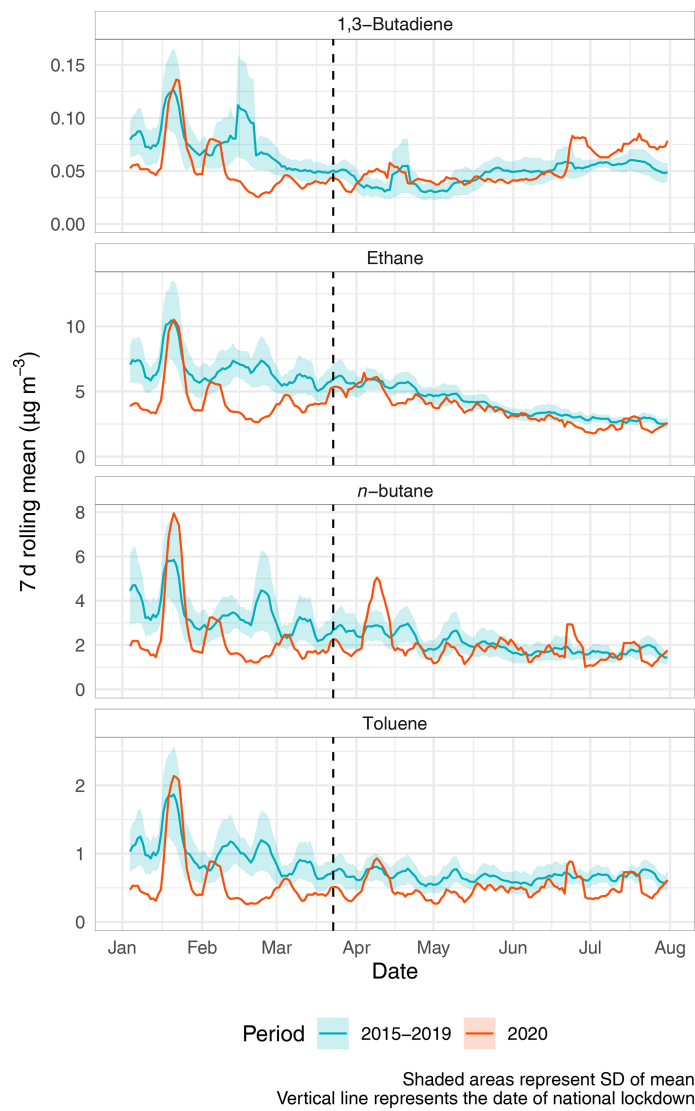 1,3−Butadiene
0.15
0.10
0.05
0.00
Ethane
10
5
0
n−butane
8
6
4
2
0
Toluene
2
1
0
7 d rolling mean (µg m−3)
Jan Feb Mar Apr May Jun Jul Aug
Date
Period 2015−2019 2020
Shaded areas represent SD of mean
Vertical line represents the date of national lockdown